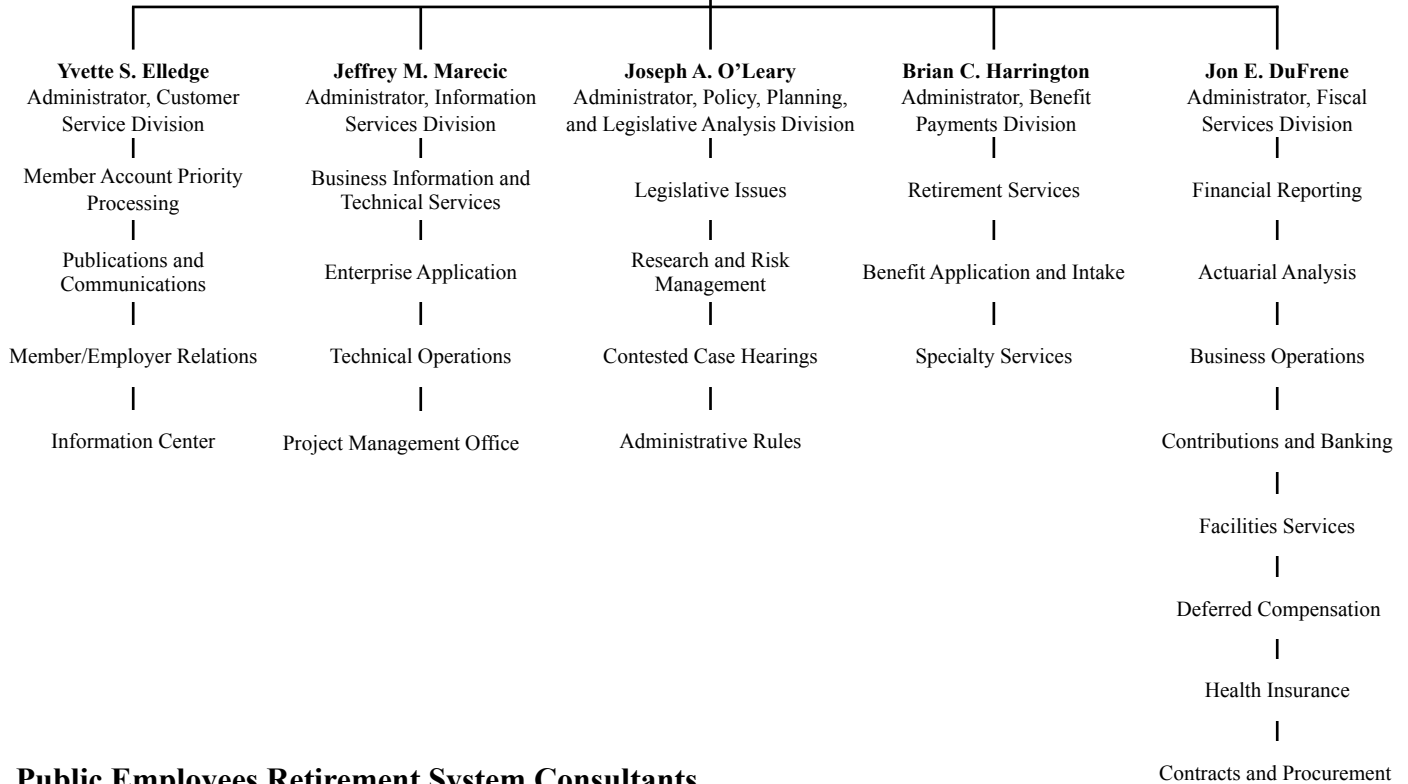 Yvette S. Elledge
Administrator, Customer
Service Division
Member Account Priority
Processing
Publications and
Communications
Member/Employer Relations
Information Center
Jeffrey M. Marecic
Administrator, Information
Services Division
Business Information and
Technical Services
Enterprise Application
Technical Operations
Project Management Office
Joseph A. O’Leary
Administrator, Policy, Planning,
and Legislative Analysis Division
Legislative Issues
Research and Risk
Management
Contested Case Hearings
Administrative Rules
Brian C. Harrington
Administrator, Benefit
Payments Division
Retirement Services
Benefit Application and Intake
Specialty Services
Jon E. DuFrene
Administrator, Fiscal
Services Division
Financial Reporting
Actuarial Analysis
Business Operations
Contributions and Banking
Facilities Services
Deferred Compensation
Health Insurance
Contracts and Procurement
Public Employees Retirement System Consultants